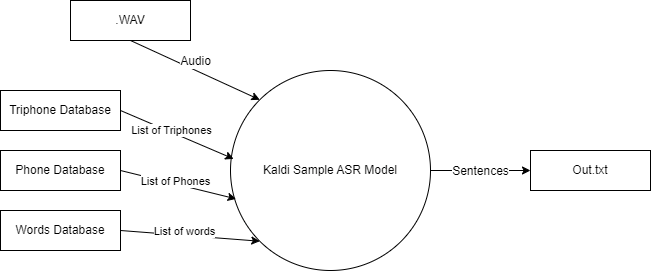 .WAV
Audio
Triphone Database
List of Triphones
Phone Database
List of Phones
Words Database
List of words
Kaldi Sample ASR Model
Sentences
Out.txt